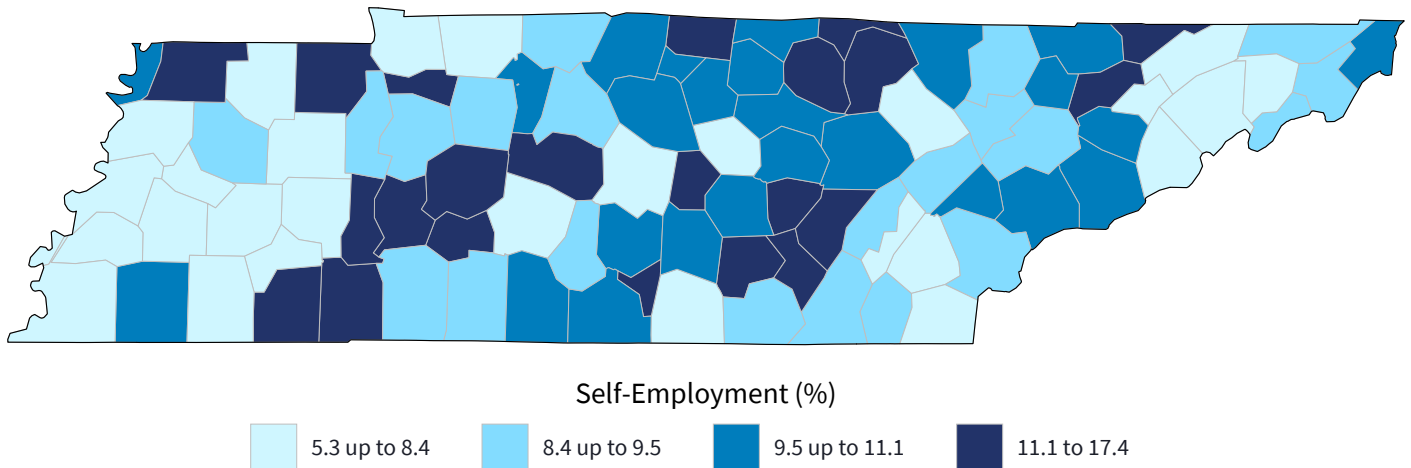 Self-Employment (%)
5.3 up to 8.4 8.4 up to 9.5 9.5 up to 11.1 11.1 to 17.4